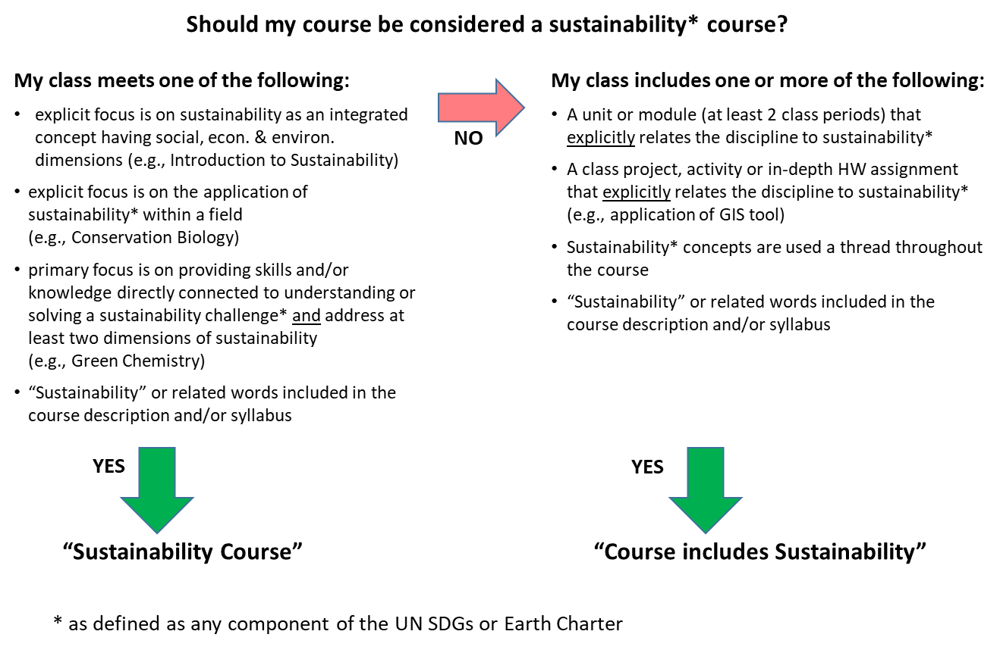 Should my course be considered a sustainability* course?
My class meets one of the following:
• explicit focus is on sustainability as an integrated
concept having social, econ. & environ.
dimensions (e.g., Introduction to Sustainability)
• explicit focus is on the application of
sustainability* within a field
(e.g., Conservation Biology)
• primary focus is on providing skills and/or
knowledge directly connected to understanding or
solving a sustainability challenge* and address at
least two dimensions of sustainability
(e.g., Green Chemistry)
• “Sustainability” or related words included in the
course description and/or syllabus
YES
“Sustainability Course”
NO
My class includes one or more of the following:
• A unit or module (at least 2 class periods) that
explicitly relates the discipline to sustainability*
• A class project, activity or in-depth HW assignment
that explicitly relates the discipline to sustainability*
(e.g., application of GIS tool)
• Sustainability* concepts are used a thread throughout
the course
• “Sustainability” or related words included in the
course description and/or syllabus
YES
“Course includes Sustainability”
* as defined as any component of the UN SDGs or Earth Charter